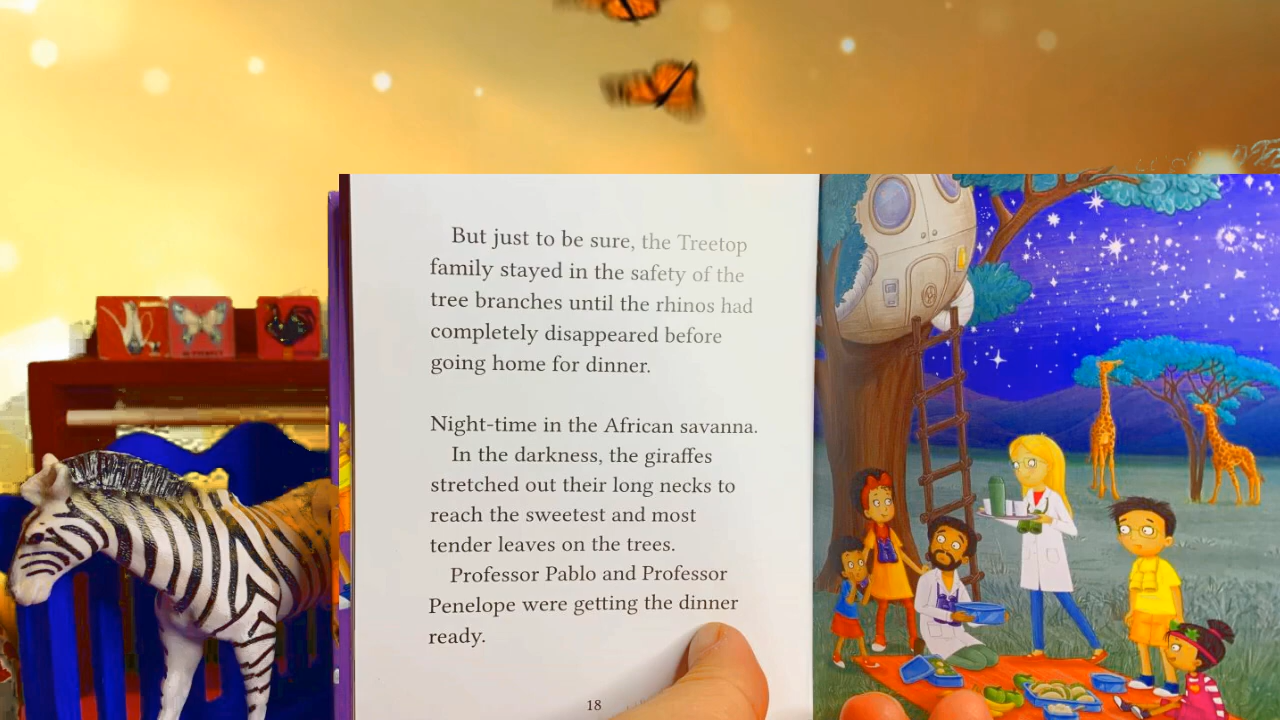 But just to be sure, the Treetop
family stayed in the safety of the
tree branches until the rhinos had
completely disappeared before
going home for dinner.
Night-time in the African savanna.
In the darkness, the giraffes
stretched out their long necks to
reach the sweetest and most
tender leaves on the trees.
Professor Pablo and Professor
Penelope were getting the dinner
ready.
18